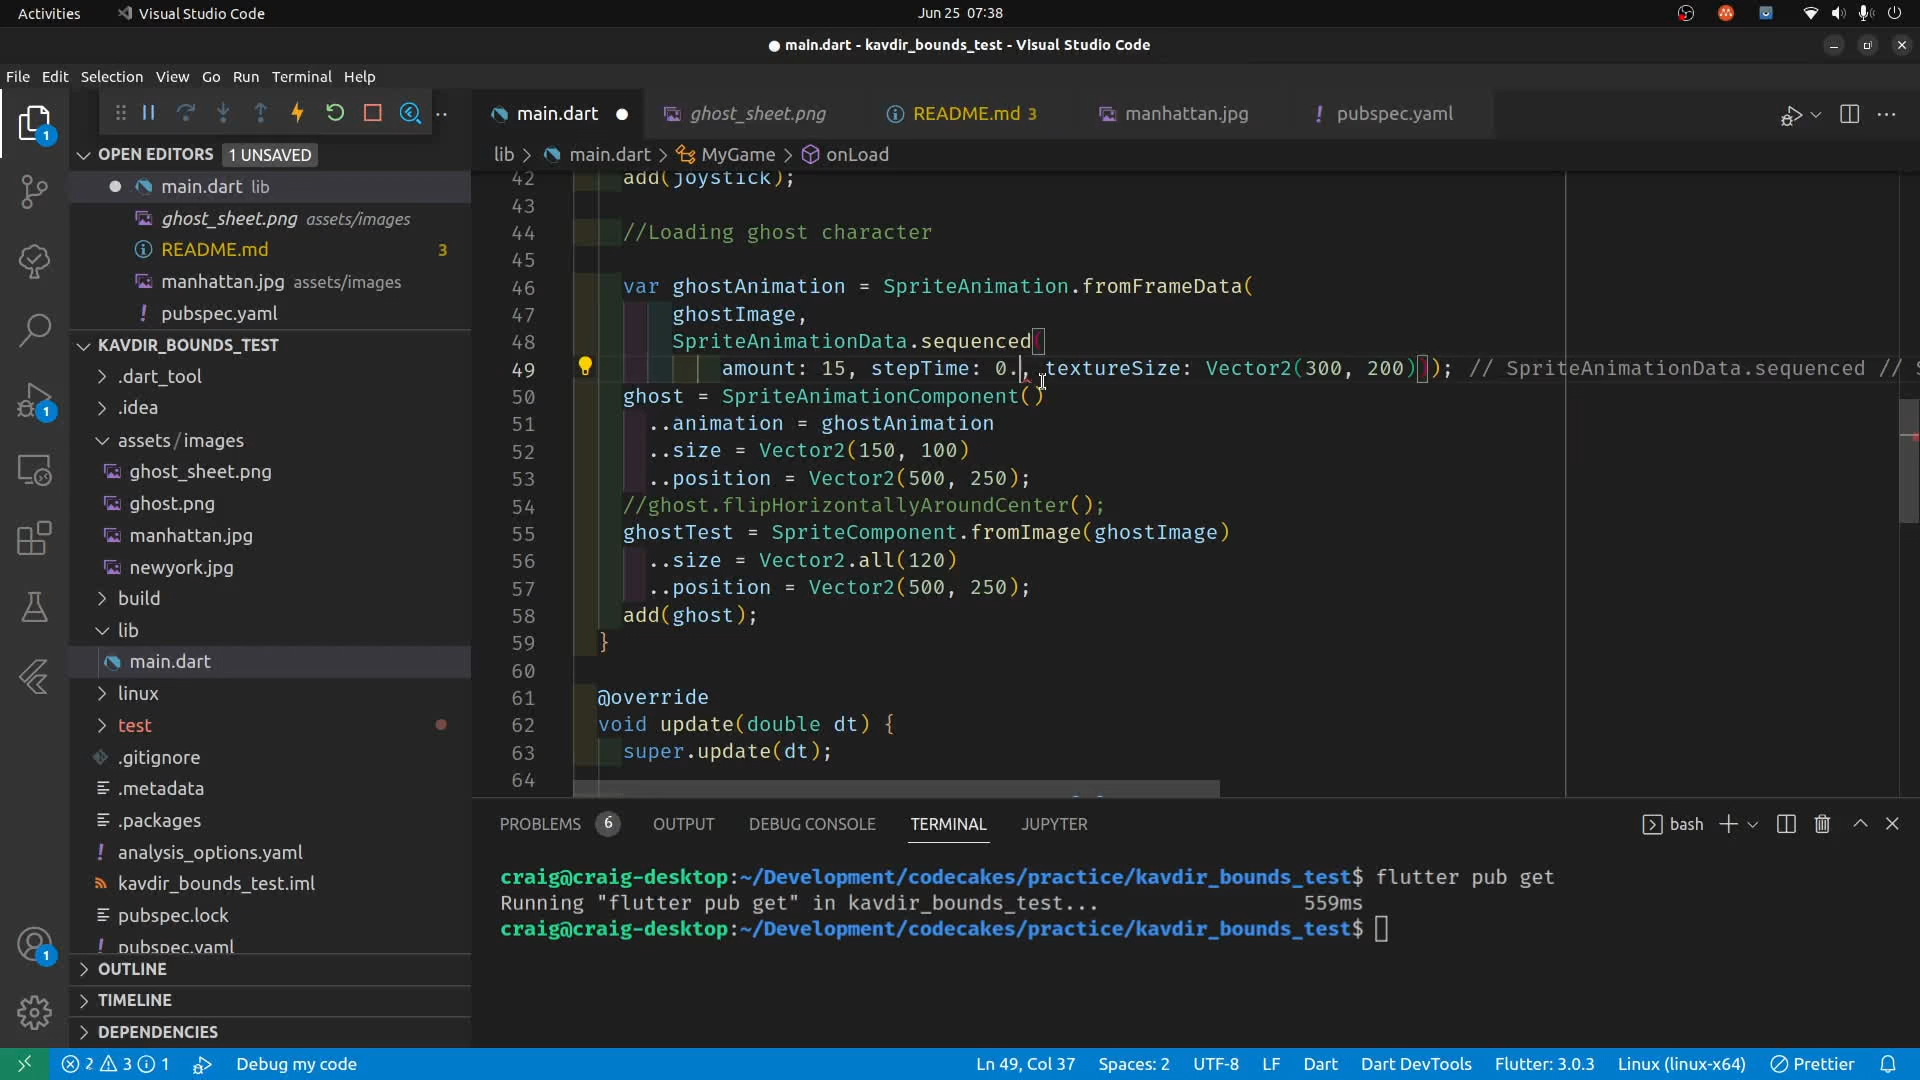 Activities
Visual Studio Code
Jun 25 07:38
main.dart - kavdir_bounds_test - Visual Studio Code
File Edit Selection View Go Run Terminal Help
main.dart
ghost_sheet.png
README.md 3
manhattan.jpg
! pubspec.yaml
OPEN EDITORS 1 UNSAVED
main.dart lib
ghost_sheet.png assets/images
README.md 3
manhattan.jpg assets/images
! pubspec.yaml
KAVDIR_BOUNDS_TEST
.dart_tool
.idea
assets/images
ghost_sheet.png
ghost.png
manhattan.jpg
newyork.jpg
build
lib
main.dart
linux
test
.gitignore
.metadata
.packages
analysis_options.yaml
kavdir_bounds_test.iml
pubspec.lock
pubspec.yaml
OUTLINE
TIMELINE
DEPENDENCIES
lib > main.dart > MyGame > onLoad
42 add(joystick);
43
44 //Loading ghost character
45
46 var ghostAnimation = SpriteAnimation.fromFrameData(
47 ghostImage,
48 SpriteAnimationData.sequenced(
49 amount: 15, stepTime: 0., textureSize: Vector2(300, 200))); // SpriteAnimationData.sequenced // S
50 ghost = SpriteAnimationComponent()
51 ..animation = ghostAnimation
52 ..size = Vector2(150, 100)
53 ..position = Vector2(500, 250);
54 //ghost.flipHorizontallyAroundCenter();
55 ghostTest = SpriteComponent.fromImage(ghostImage)
56 ..size = Vector2.all(120)
57 ..position = Vector2(500, 250);
58 add(ghost);
59 }
60
61 @override
62 void update(double dt) {
63 super.update(dt);
64
PROBLEMS 6 OUTPUT DEBUG CONSOLE TERMINAL JUPYTER
bash
craig@craig-desktop:~/Development/codecakes/practice/kavdir_bounds_test$ flutter pub get
Running "flutter pub get" in kavdir_bounds_test... 559ms
craig@craig-desktop:~/Development/codecakes/practice/kavdir_bounds_test$
2 3 1 Debug my code
Ln 49, Col 37 Spaces: 2 UTF-8 LF Dart Dart DevTools Flutter: 3.0.3 Linux (linux-x64) Prettier